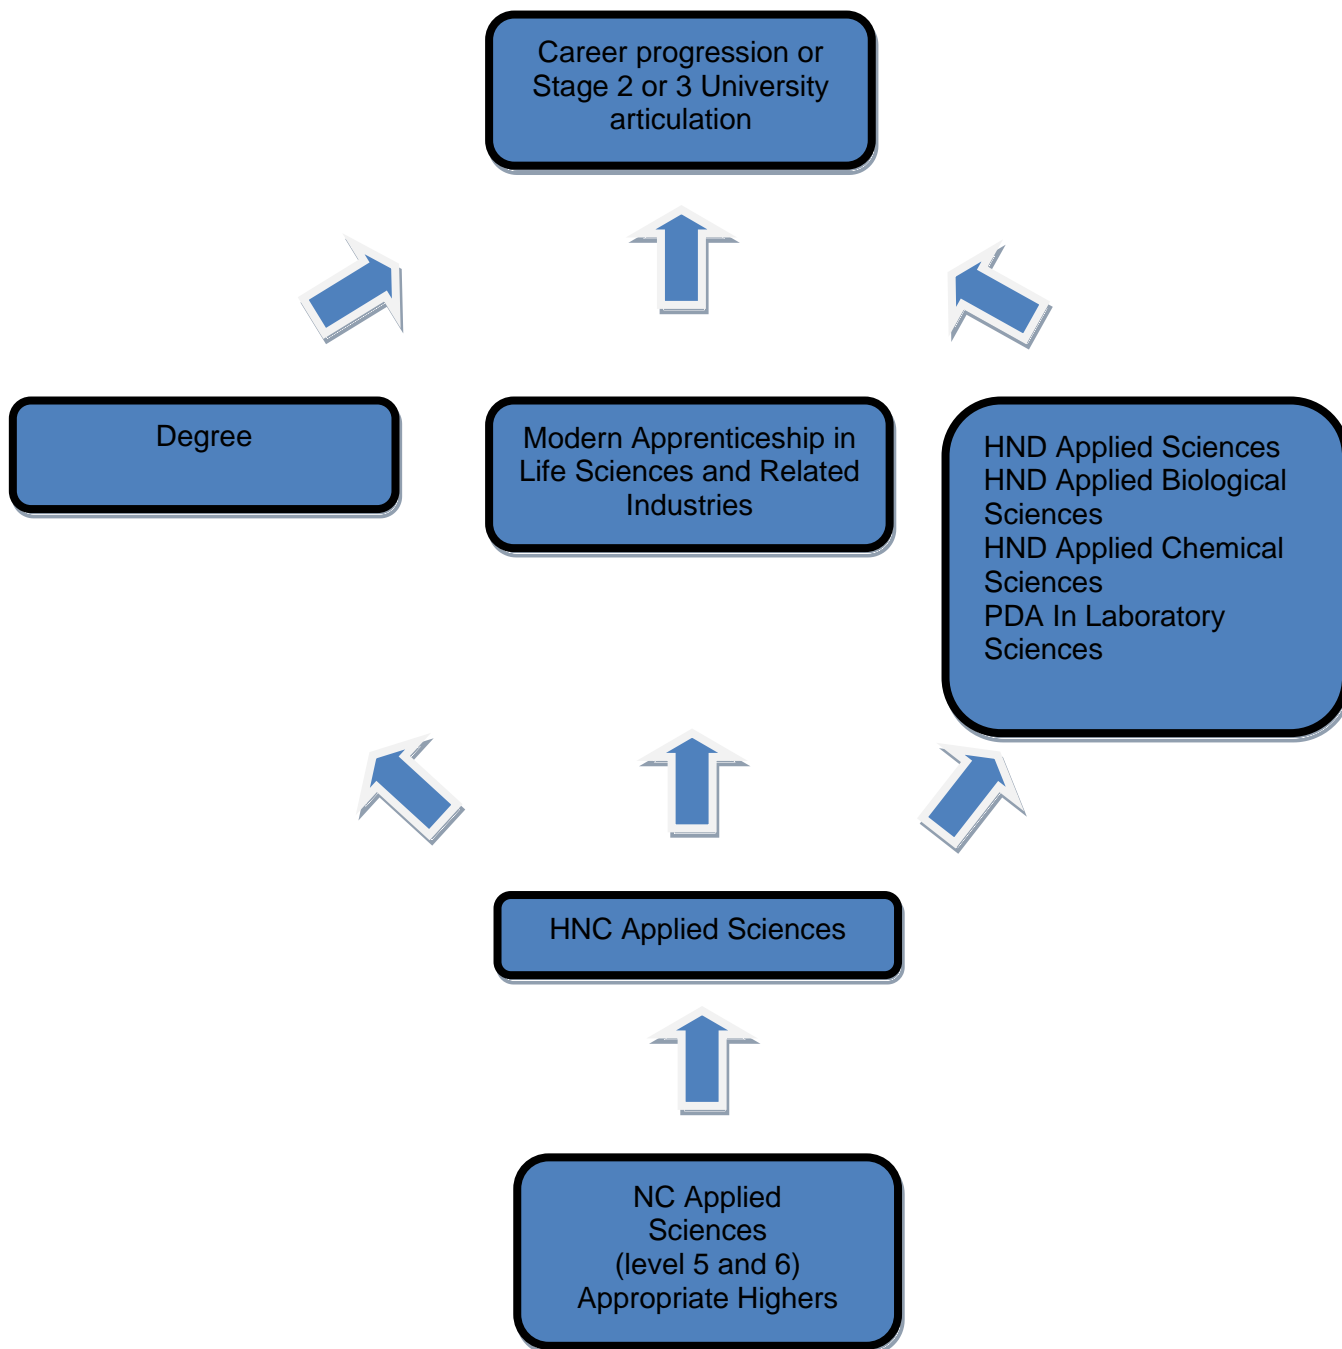 Career progression or
Stage 2 or 3 University
articulation
Degree
Modern Apprenticeship in
Life Sciences and Related
Industries
HND Applied Sciences
HND Applied Biological
Sciences
HND Applied Chemical
Sciences
PDA In Laboratory
Sciences
HNC Applied Sciences
NC Applied
Sciences
(level 5 and 6)
Appropriate Highers